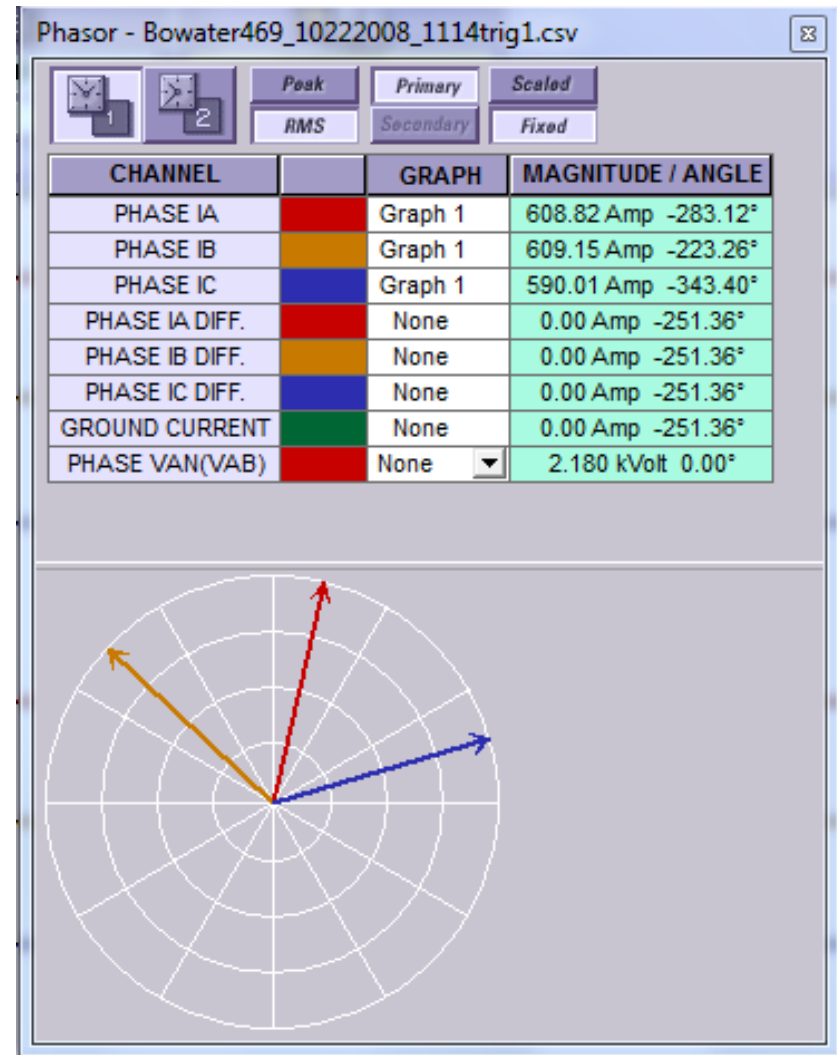 Phasor - Bowater469_10222008_1114trig1.csv
1 2 Peak Primary Scaled
RMS Secondary Fixed
CHANNEL GRAPH MAGNITUDE / ANGLE
PHASE IA Graph 1 608.82 Amp -283.12°
PHASE IB Graph 1 609.15 Amp -223.26°
PHASE IC Graph 1 590.01 Amp -343.40°
PHASE IA DIFF. None 0.00 Amp -251.36°
PHASE IB DIFF. None 0.00 Amp -251.36°
PHASE IC DIFF. None 0.00 Amp -251.36°
GROUND CURRENT None 0.00 Amp -251.36°
PHASE VAN(VAB) None 2.180 kVolt 0.00°